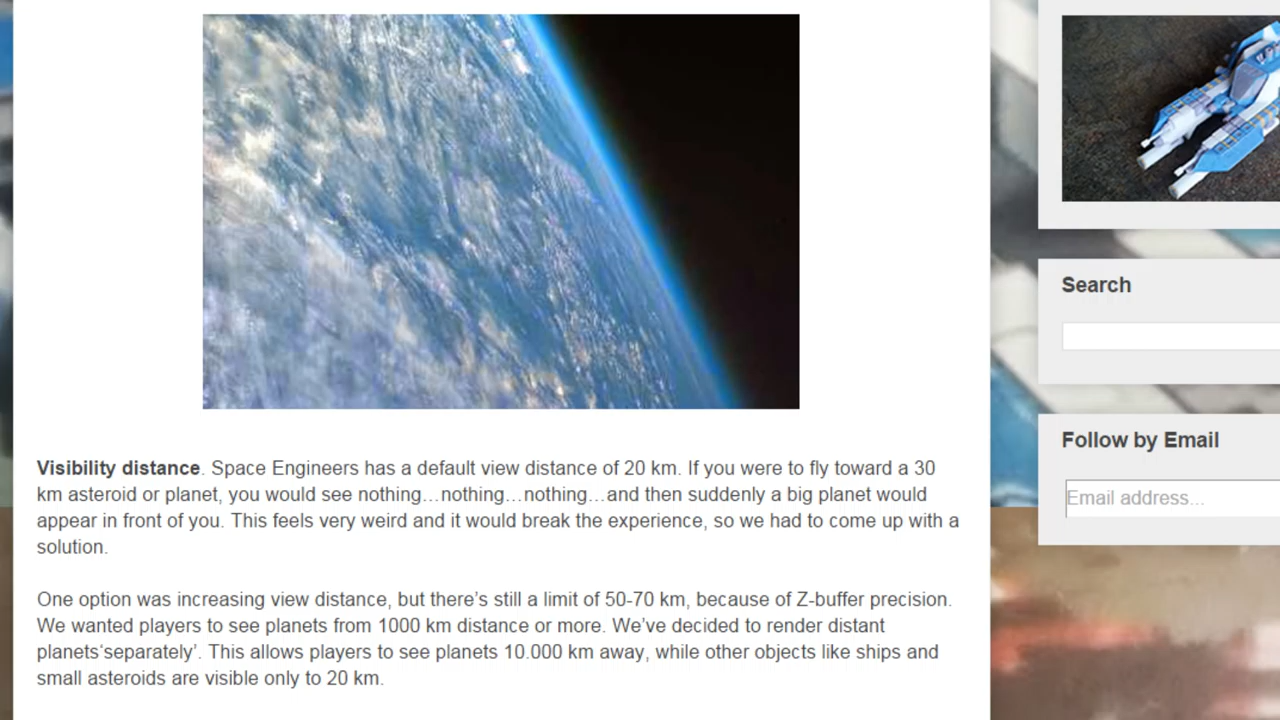 Visibility distance. Space Engineers has a default view distance of 20 km. If you were to fly toward a 30
km asteroid or planet, you would see nothing…nothing…nothing…and then suddenly a big planet would
appear in front of you. This feels very weird and it would break the experience, so we had to come up with a
solution.
One option was increasing view distance, but there’s still a limit of 50-70 km, because of Z-buffer precision.
We wanted players to see planets from 1000 km distance or more. We’ve decided to render distant
planets‘separately’. This allows players to see planets 10.000 km away, while other objects like ships and
small asteroids are visible only to 20 km.
Search
Follow by Email
Email address...